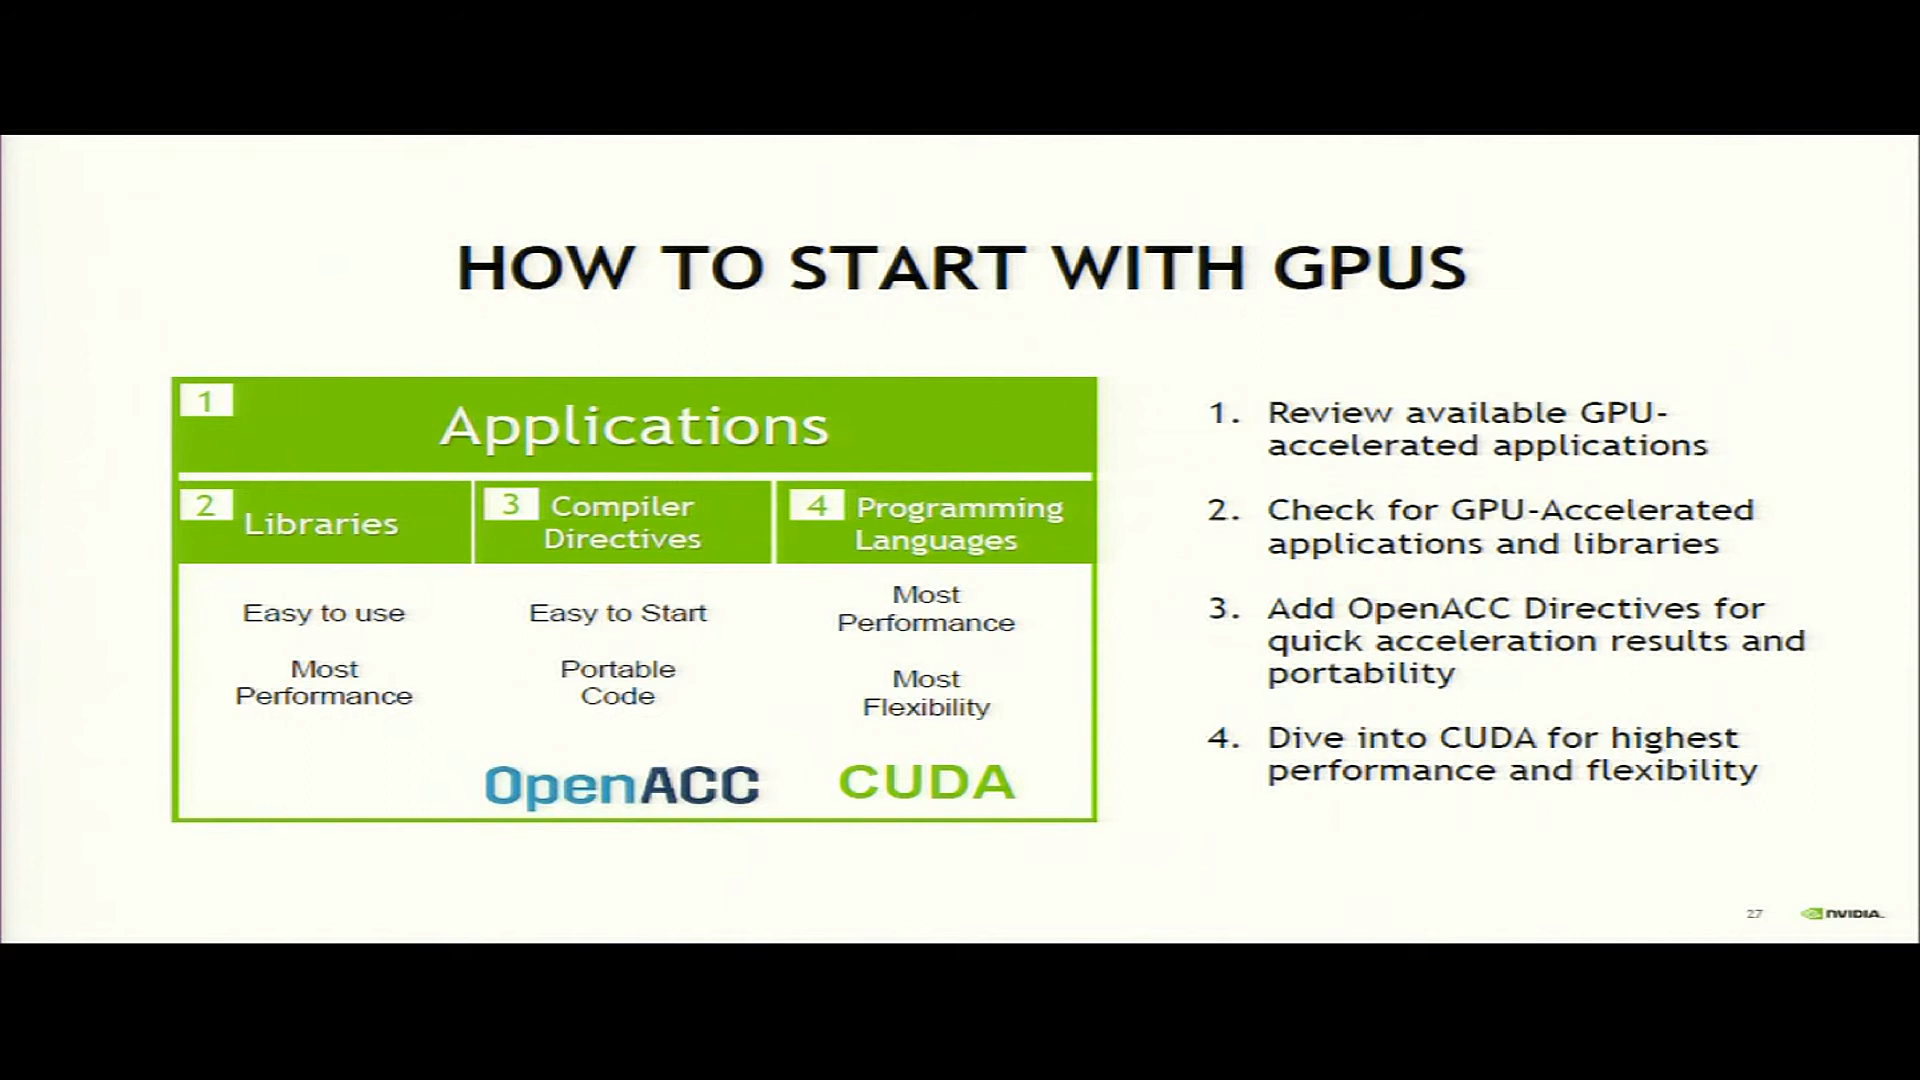 HOW TO START WITH GPUS
1
Applications
2
Libraries
3
Compiler
Directives
4
Programming
Languages
Easy to use
Most
Performance
Easy to Start
Portable
Code
OpenACC
Most
Performance
Most
Flexibility
CUDA
1. Review available GPU-
accelerated applications
2. Check for GPU-Accelerated
applications and libraries
3. Add OpenACC Directives for
quick acceleration results and
portability
4. Dive into CUDA for highest
performance and flexibility
27
NVIDIA